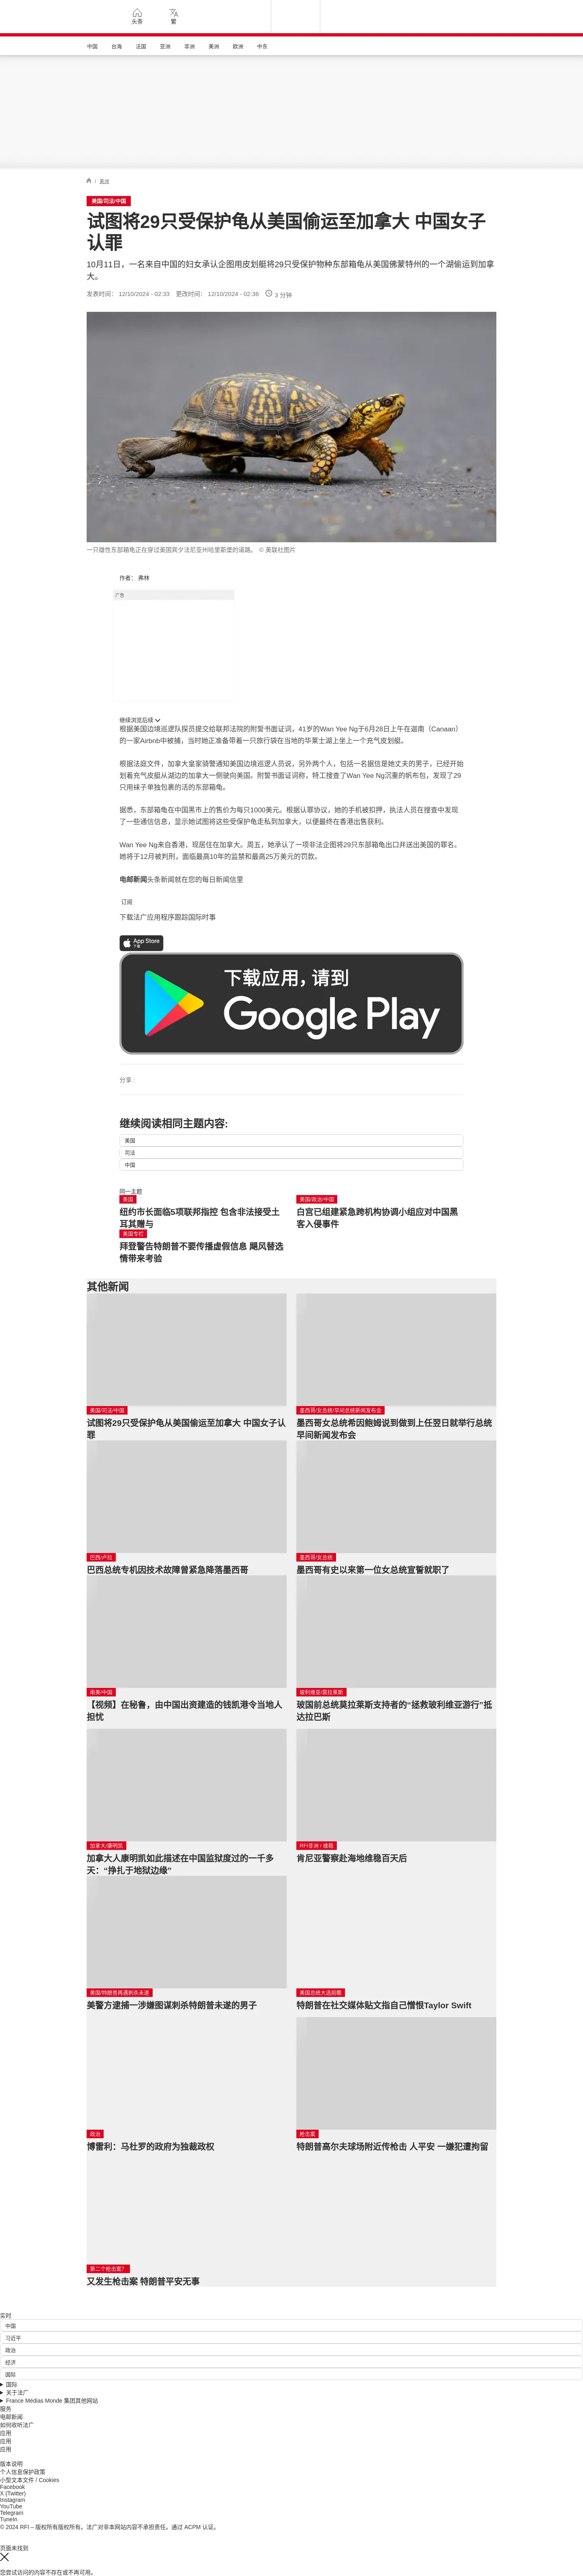 头条
繁
中国
台海
法国
亚洲
非洲
美洲
欧洲
中东
/ 美洲
美国/司法/中国
试图将29只受保护龟从美国偷运至加拿大 中国女子
认罪
10月11日，一名来自中国的妇女承认企图用皮划艇将29只受保护物种东部箱龟从美国佛蒙特州的一个湖偷运到加拿
大。
发表时间： 12/10/2024 - 02:33 更改时间： 12/10/2024 - 02:36 3 分钟
一只雄性东部箱龟正在穿过美国宾夕法尼亚州哈里斯堡的道路。 © 美联社图片
作者： 弗林
广告
继续浏览后续
根据美国边境巡逻队探员提交给联邦法院的附誓书面证词，41岁的Wan Yee Ng于6月28日上午在迦南（Canaan）
的一家Airbnb中被捕，当时她正准备带着一只旅行袋在当地的华莱士湖上坐上一个充气皮划艇。
根据法庭文件，加拿大皇家骑警通知美国边境巡逻人员说，另外两个人，包括一名据信是她丈夫的男子，已经开始
划着充气皮艇从湖边的加拿大一侧驶向美国。附誓书面证词称，特工搜查了Wan Yee Ng沉重的帆布包，发现了29
只用袜子单独包裹的活的东部箱龟。
据悉，东部箱龟在中国黑市上的售价为每只1000美元。根据认罪协议，她的手机被扣押，执法人员在搜查中发现
了一些通信信息，显示她试图将这些受保护龟走私到加拿大，以便最终在香港出售获利。
Wan Yee Ng来自香港，现居住在加拿大。周五，她承认了一项非法企图将29只东部箱龟出口并送出美国的罪名。
她将于12月被判刑，面临最高10年的监禁和最高25万美元的罚款。
电邮新闻头条新闻就在您的每日新闻信里
订阅
下载法广应用程序跟踪国际时事
App Store
下载
下载应用，请到
Google Play
分享 :
继续阅读相同主题内容:
美国
司法
中国
同一主题
美国
纽约市长面临5项联邦指控 包含非法接受土
耳其赠与
美国/政治/中国
白宫已组建紧急跨机构协调小组应对中国黑
客入侵事件
美国专栏
拜登警告特朗普不要传播虚假信息 飓风替选
情带来考验
其他新闻
美国/司法/中国
试图将29只受保护龟从美国偷运至加拿大 中国女子认
罪
墨西哥/女总统/早间总统新闻发布会
墨西哥女总统希因鲍姆说到做到上任翌日就举行总统
早间新闻发布会
巴西/卢拉
巴西总统专机因技术故障曾紧急降落墨西哥
墨西哥/女总统
墨西哥有史以来第一位女总统宣誓就职了
南美/中国
【视频】在秘鲁，由中国出资建造的钱凯港令当地人
担忧
玻利维亚/莫拉莱斯
玻国前总统莫拉莱斯支持者的“拯救玻利维亚游行”抵
达拉巴斯
加拿大/康明凯
加拿大人康明凯如此描述在中国监狱度过的一千多
天：“挣扎于地狱边缘”
RFI亚洲 / 维稳
肯尼亚警察赴海地维稳百天后
美国/特朗普再遇刺杀未遂
美警方逮捕一涉嫌图谋刺杀特朗普未遂的男子
美国总统大选前瞻
特朗普在社交媒体贴文指自己憎恨Taylor Swift
政治
博雷利：马杜罗的政府为独裁政权
枪击案
特朗普高尔夫球场附近传枪击 人平安 一嫌犯遭拘留
第二个枪击案？
又发生枪击案 特朗普平安无事
实时
中国
习近平
政治
经济
国际
国际
关于法广
France Médias Monde 集团其他网站
服务
电邮新闻
如何收听法广
应用
应用
应用
版本说明
个人信息保护政策
小型文本文件 / Cookies
Facebook
X (Twitter)
Instagram
YouTube
Telegram
TuneIn
© 2024 RFI – 版权所有版权所有。法广对非本网站内容不承担责任。通过 ACPM 认证。
页面未找到
您尝试访问的内容不存在或不再可用。